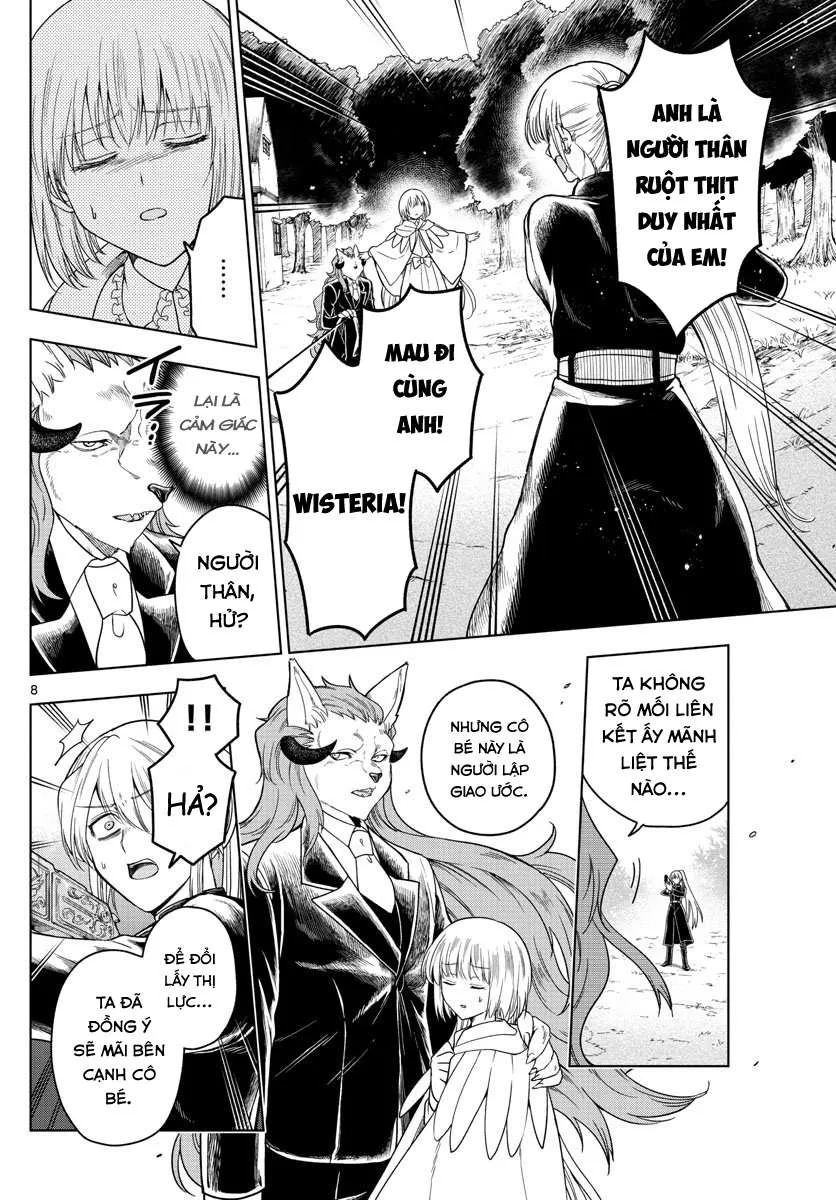 ANH LÀ
NGƯỜI THÂN
RUỘT THỊT
DUY NHẤT
CỦA EM!
MAU ĐI
CÙNG
ANH!
WISTERIA!
......
LẠI LÀ
CẢM GIÁC
NÀY...
NGƯỜI
THÂN,
HỬ?
8
TA KHÔNG
RÕ MỐI LIÊN
KẾT ẤY MÃNH
LIỆT THẾ
NÀO...
NHƯNG CÔ
BÉ NÀY LÀ
NGƯỜI LẬP
GIAO ƯỚC.
!!
HẢ?
ĐỂ ĐỔI
LẤY THỊ
LỰC...
TA ĐÃ
ĐỒNG Ý
SẼ MÃI BÊN
CẠNH CÔ
BÉ.